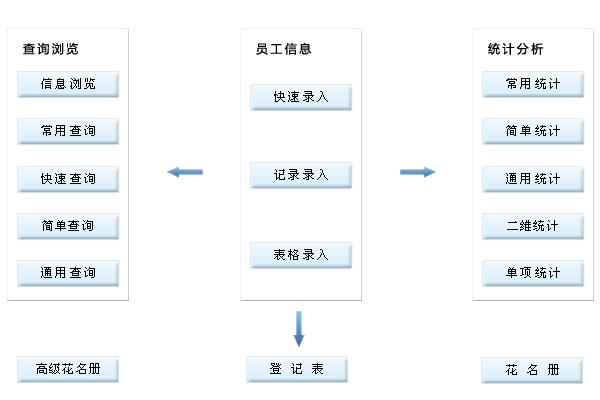 查询浏览
信息浏览
常用查询
快速查询
简单查询
通用查询
员工信息
快速录入
记录录入
表格录入
统计分析
常用统计
简单统计
通用统计
二维统计
单项统计
高级花名册
登 记 表
花 名 册